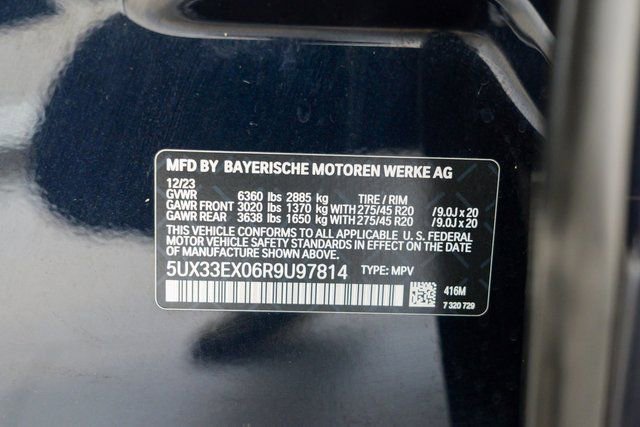 MFD BY BAYERISCHE MOTOREN WERKE AG
12/23
GVWR 6360 lbs 2885 kg TIRE / RIM
GAWR FRONT 3020 lbs 1370 kg WITH 275/45 R20 / 9.0J x 20
GAWR REAR 3638 lbs 1650 kg WITH 275/45 R20 / 9.0J x 20
THIS VEHICLE CONFORMS TO ALL APPLICABLE U. S. FEDERAL
MOTOR VEHICLE SAFETY STANDARDS IN EFFECT ON THE DATE
OF MANUFACTURE SHOWN ABOVE.
5UX33EX06R9U97814 TYPE: MPV
416M
7 320 729